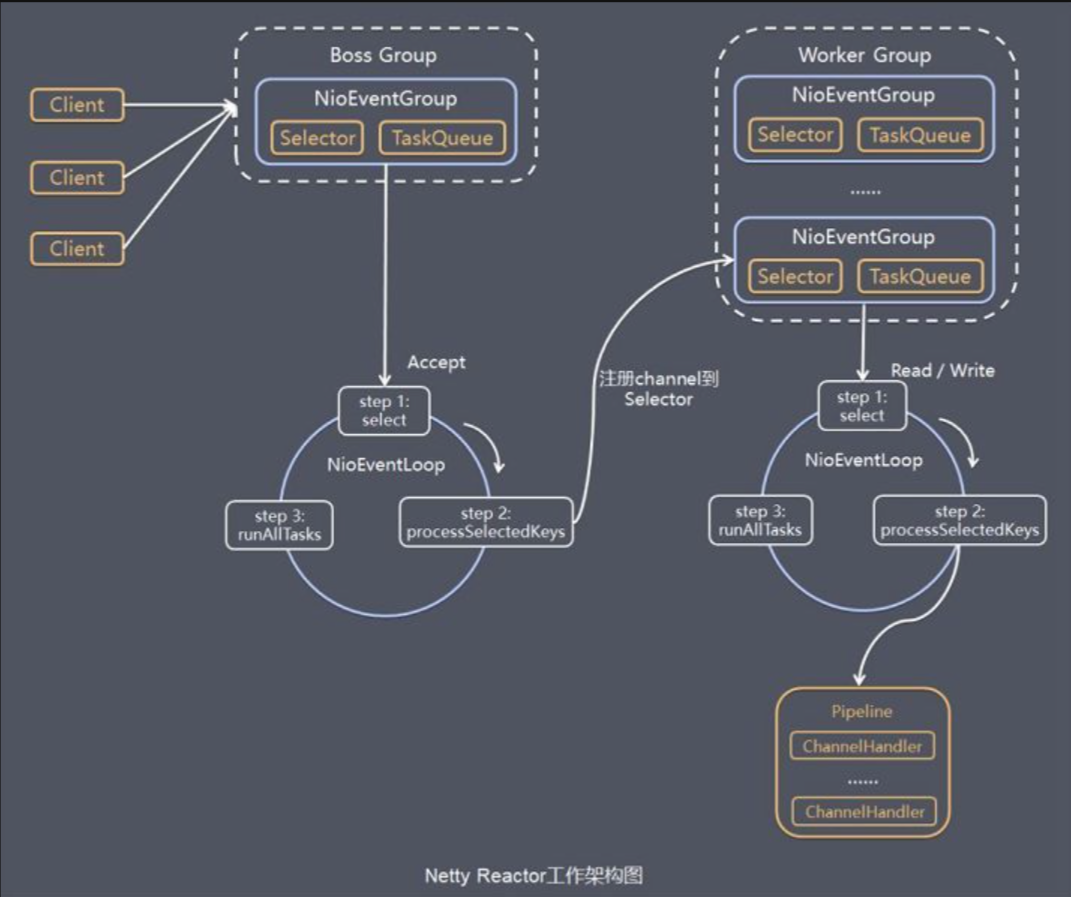 Boss Group
NioEventGroup
Selector
TaskQueue
Client
Client
Client
Worker Group
NioEventGroup
Selector
TaskQueue
......
NioEventGroup
Selector
TaskQueue
Accept
step 1:
select
NioEventLoop
step 2:
processSelectedKeys
step 3:
runAllTasks
注册channel到
Selector
Read / Write
step 1:
select
NioEventLoop
step 2:
processSelectedKeys
step 3:
runAllTasks
Pipeline
ChannelHandler
......
ChannelHandler
Netty Reactor工作架构图